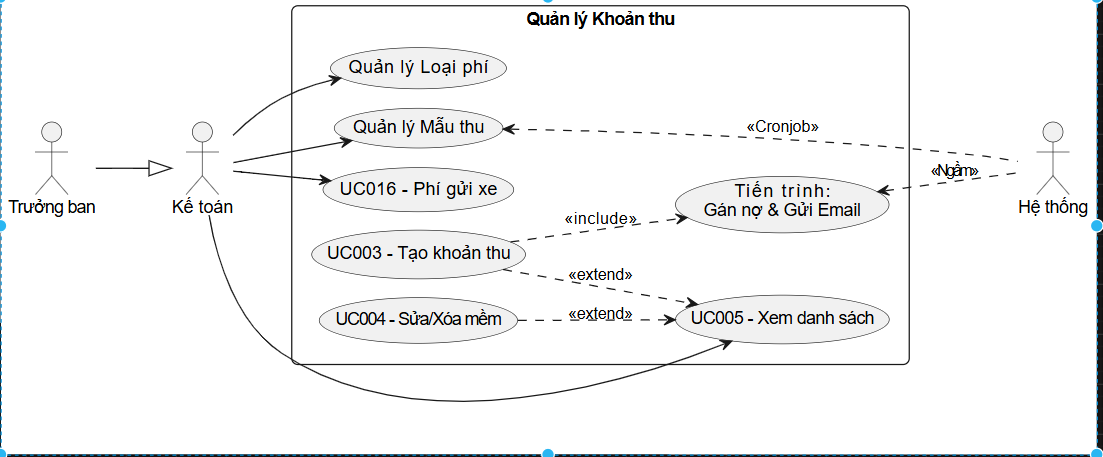 Quản lý Khoản thu
Quản lý Loại phí
Quản lý Mẫu thu
«Cronjob»
UC016 - Phí gửi xe
«Ngầm»
Tiến trình:
Gán nợ & Gửi Email
Trưởng ban
Kế toán
Hệ thống
«include»
UC003 - Tạo khoản thu
«extend»
UC004 - Sửa/Xóa mềm
«extend»
UC005 - Xem danh sách